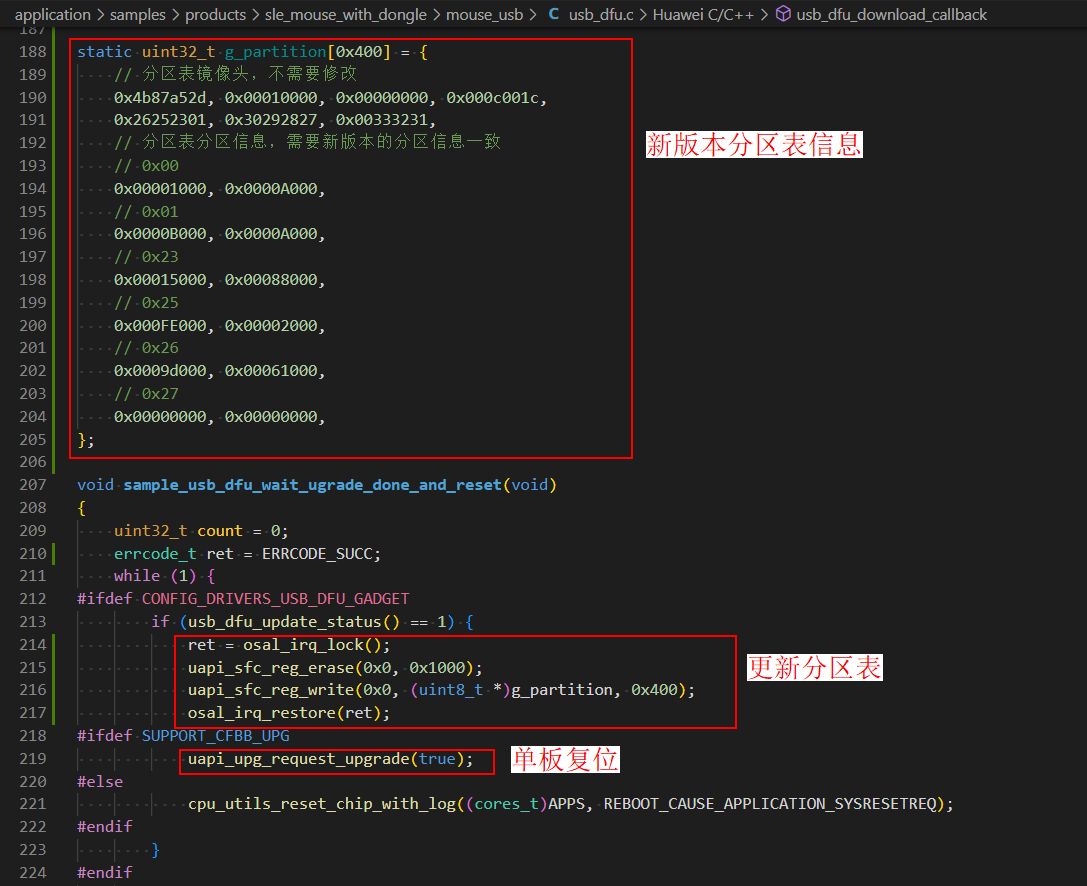 application > samples > products > sle_mouse_with_dongle > mouse_usb > C usb_dfu.c > Huawei C/C++ > usb_dfu_download_callback
187
188 static uint32_t g_partition[0x400] = {
189 // 分区表镜像头，不需要修改
190 0x4b87a52d, 0x00010000, 0x00000000, 0x000c001c,
191 0x26252301, 0x30292827, 0x00333231,
192 // 分区表分区信息，需要新版本的分区信息一致
新版本分区表信息
193 // 0x00
194 0x00001000, 0x0000A000,
195 // 0x01
196 0x0000B000, 0x0000A000,
197 // 0x23
198 0x00015000, 0x00088000,
199 // 0x25
200 0x000FE000, 0x00002000,
201 // 0x26
202 0x0009d000, 0x00061000,
203 // 0x27
204 0x00000000, 0x00000000,
205 };
206
207 void sample_usb_dfu_wait_ugrade_done_and_reset(void)
208 {
209 uint32_t count = 0;
210 errcode_t ret = ERRCODE_SUCC;
211 while (1) {
212 #ifdef CONFIG_DRIVERS_USB_DFU_GADGET
213 if (usb_dfu_update_status() == 1) {
214 ret = osal_irq_lock();
215 uapi_sfc_reg_erase(0x0, 0x1000);
更新分区表
216 uapi_sfc_reg_write(0x0, (uint8_t *)g_partition, 0x400);
217 osal_irq_restore(ret);
218 #ifdef SUPPORT_CFBB_UPG
219 uapi_upg_request_upgrade(true);
单板复位
220 #else
221 cpu_utils_reset_chip_with_log((cores_t)APPS, REBOOT_CAUSE_APPLICATION_SYSRESETREQ);
222 #endif
223 }
224 #endif